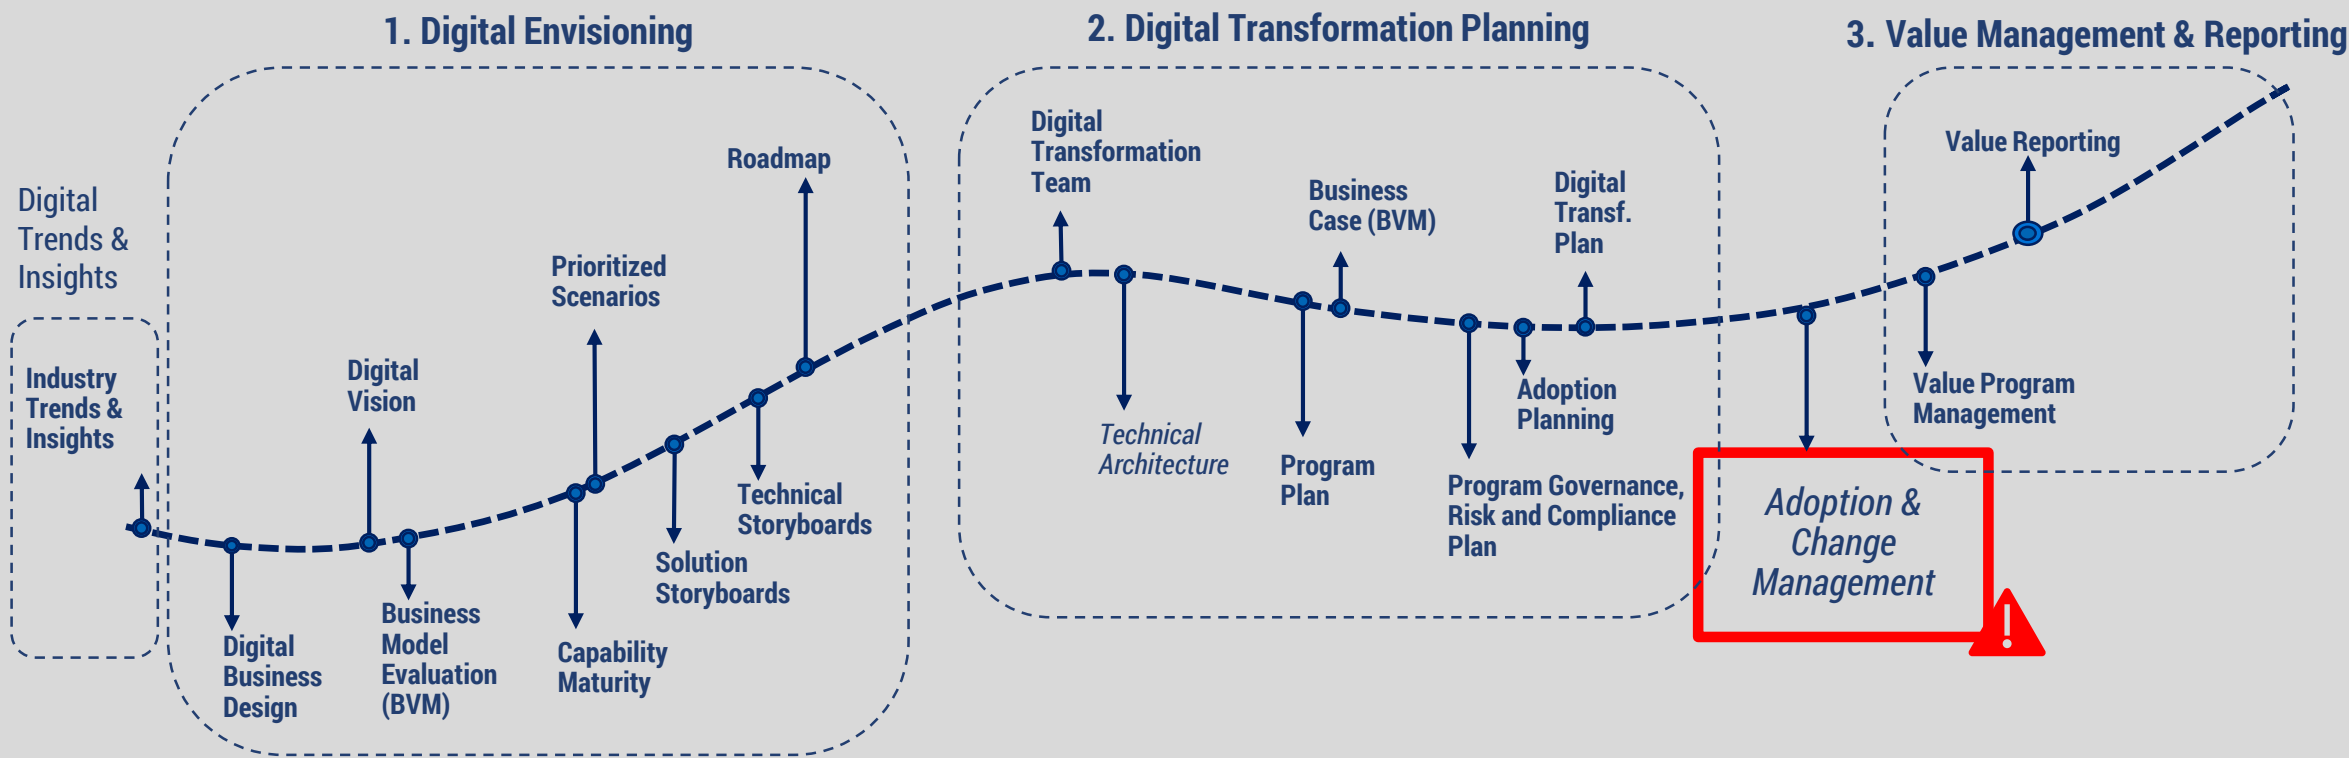 1. Digital Envisioning
2. Digital Transformation Planning
3. Value Management & Reporting
Digital
Trends &
Insights
Industry
Trends &
Insights
Digital
Business
Design
Digital
Vision
Business
Model
Evaluation
(BVM)
Prioritized
Scenarios
Capability
Maturity
Solution
Storyboards
Technical
Storyboards
Roadmap
Digital
Transformation
Team
Technical
Architecture
Program
Plan
Business
Case (BVM)
Program Governance,
Risk and Compliance
Plan
Adoption
Planning
Digital
Transf.
Plan
Adoption &
Change
Management
Value Program
Management
Value Reporting